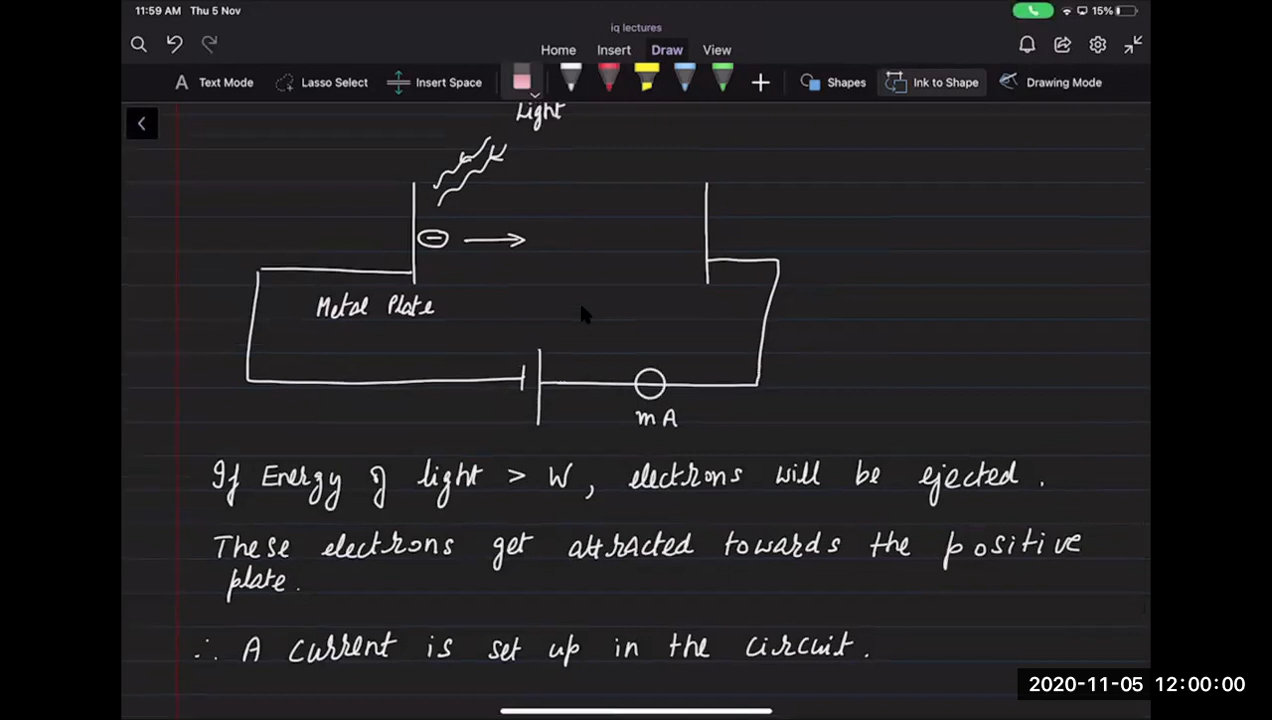 11:59 AM Thu 5 Nov
15%
iq lectures
Home Insert Draw View
A Text Mode Lasso Select Insert Space Shapes Ink to Shape Drawing Mode
Light
Metal Plate
mA
If Energy of light > W, electrons will be ejected.
These electrons get attracted towards the positive
plate.
∴ A current is set up in the circuit.
2020-11-05 12:00:00